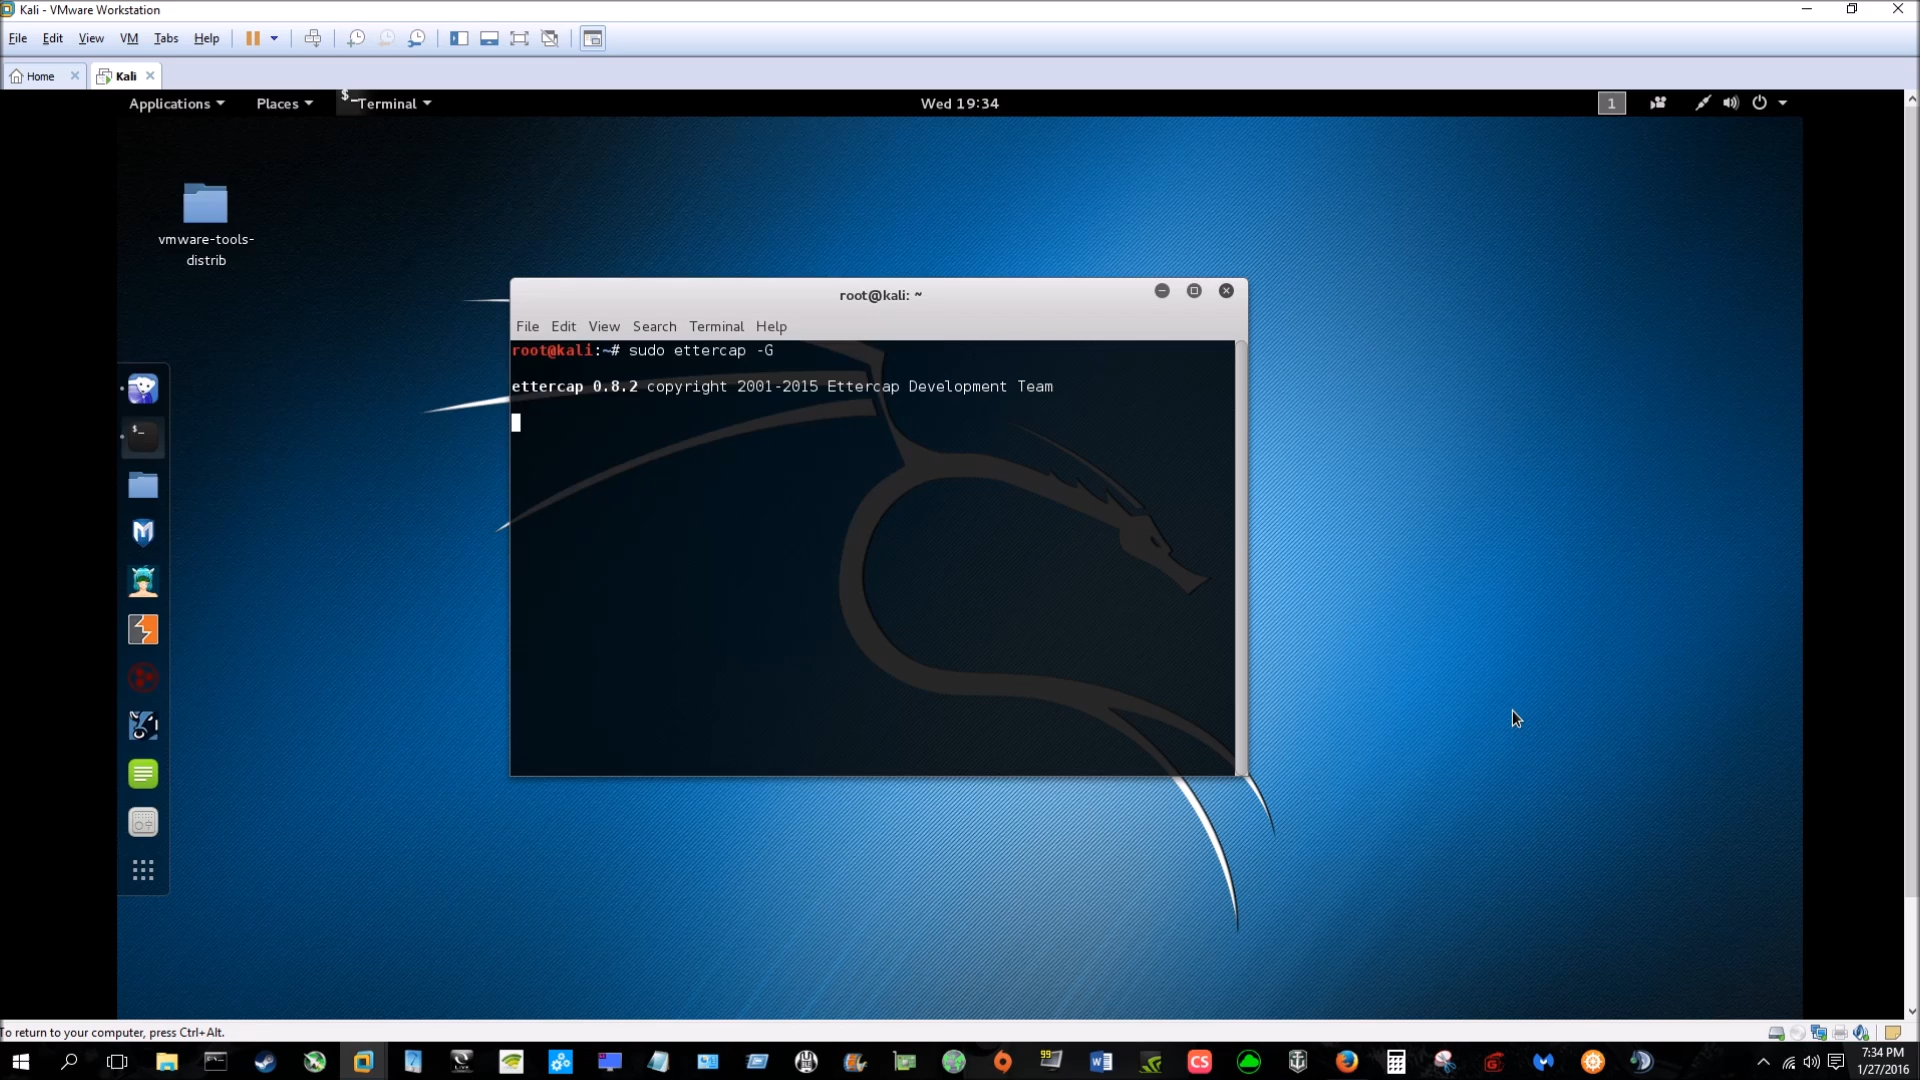 Kali - VMware Workstation
File Edit View VM Tabs Help
Home Kali
Applications Places $_ Terminal Wed 19:34 1
vmware-tools-
distrib
root@kali: ~
File Edit View Search Terminal Help
root@kali:~# sudo ettercap -G
ettercap 0.8.2 copyright 2001-2015 Ettercap Development Team
$_
To return to your computer, press Ctrl+Alt.
99
CS
7:34 PM
1/27/2016